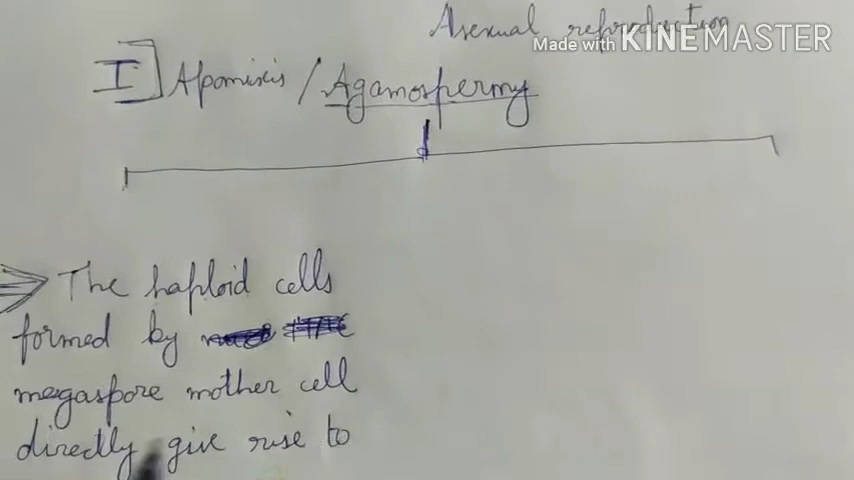 Asexual reproduction
Made with KINEMASTER
I] Apomixis / Agamospermy
The haploid cells
formed by
megaspore mother cell
directly give rise to